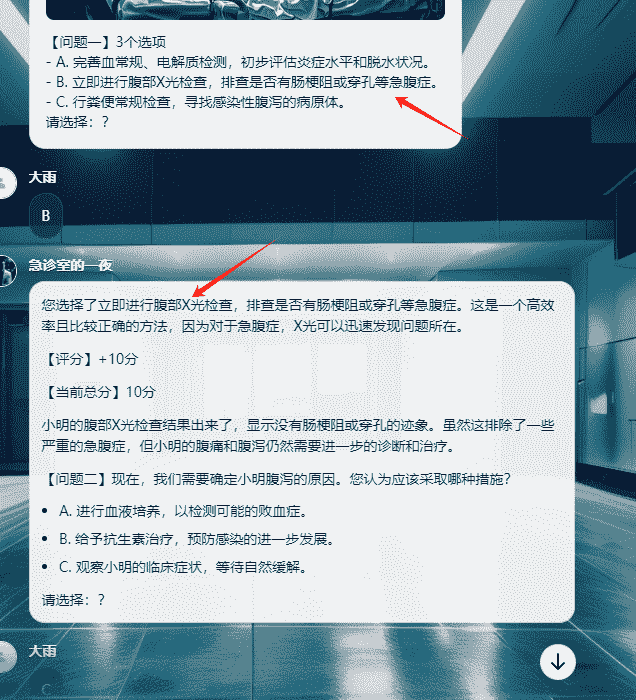 【问题一】3个选项
- A. 完善血常规、电解质检测，初步评估炎症水平和脱水状况。
- B. 立即进行腹部X光检查，排查是否有肠梗阻或穿孔等急腹症。
- C. 行粪便常规检查，寻找感染性腹泻的病原体。
请选择：?
大雨
B
急诊室的一夜
您选择了立即进行腹部X光检查，排查是否有肠梗阻或穿孔等急腹症。这是一个高效
率且比较正确的方法，因为对于急腹症，X光可以迅速发现问题所在。
【评分】+10分
【当前总分】10分
小明的腹部X光检查结果出来了，显示没有肠梗阻或穿孔的迹象。虽然这排除了一些
严重的急腹症，但小明的腹痛和腹泻仍然需要进一步的诊断和治疗。
【问题二】现在，我们需要确定小明腹泻的原因。您认为应该采取哪种措施？
• A. 进行血液培养，以检测可能的败血症。
• B. 给予抗生素治疗，预防感染的进一步发展。
• C. 观察小明的临床症状，等待自然缓解。
请选择：?
大雨
C